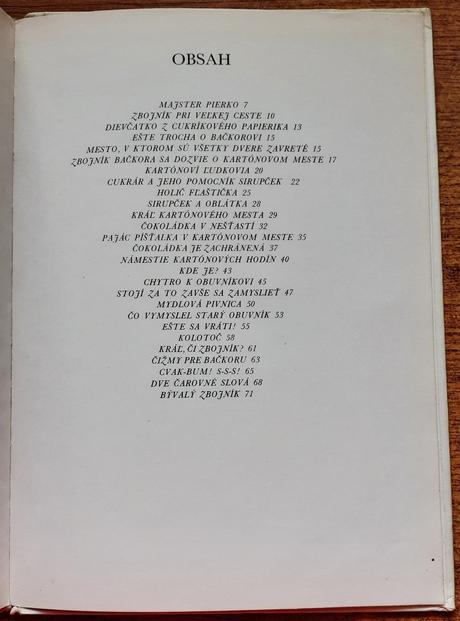 OBSAH
MAJSTER PIERKO 7
ZBOJNÍK PRI VEĽKEJ CESTE 10
DIEVČATKO Z CUKRÍKOVÉHO PAPIERIKA 13
EŠTE TROCHA O BAČKOROVI 15
MESTO, V KTOROM SÚ VŠETKY DVERE ZAVRETÉ 15
ZBOJNÍK BAČKORA SA DOZVIE O KARTÓNOVOM MESTE 17
KARTÓNOVÍ ĽUDKOVIA 20
CUKRÁR A JEHO POMOCNÍK SIRUPČEK 22
HOLIČ FĽAŠTIČKA 25
SIRUPČEK A OBLÁTKA 28
KRÁĽ KARTÓNOVÉHO MESTA 29
ČOKOLÁDKA V NEŠŤASTÍ 32
PAJÁC PÍŠŤALKA V KARTÓNOVOM MESTE 35
ČOKOLÁDKA JE ZACHRÁNENÁ 37
NÁMESTIE KARTÓNOVÝCH HODÍN 40
KDE JE? 43
CHYTRO K OBUVNÍKOVI 45
STOJÍ ZA TO ZAVŠE SA ZAMYSLIEŤ 47
MYDLOVÁ PIVNICA 50
ČO VYMYSLEL STARÝ OBUVNÍK 53
EŠTE SA VRÁTI! 55
KOLOTOČ 58
KRÁĽ, ČI ZBOJNÍK? 61
ČIŽMY PRE BAČKORU 63
CVAK-BUM! S-S-S! 65
DVE ČAROVNÉ SLOVÁ 68
BÝVALÝ ZBOJNÍK 71